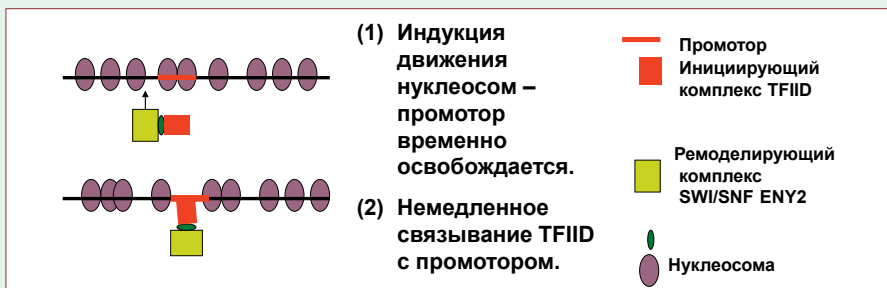 (1) Индукция
движения
нуклеосом –
промотор
временно
освобождается.
(2) Немедленное
связывание TFIID
с промотором.
Промотор
Инициирующий
комплекс TFIID
Ремоделирующий
комплекс
SWI/SNF ENY2
Нуклеосома